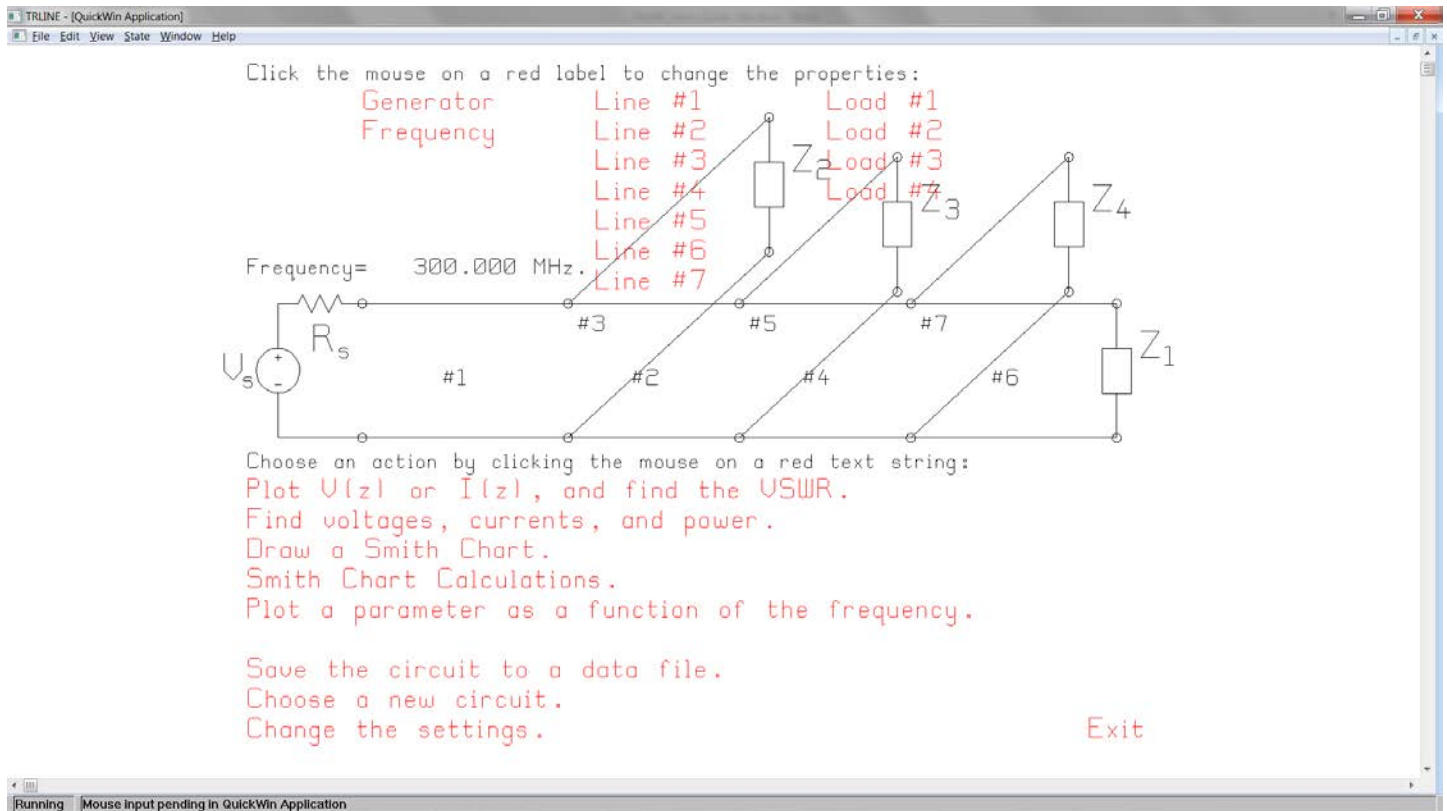 TRLINE - [QuickWin Application]
File Edit View State Window Help
Click the mouse on a red label to change the properties:
Generator Line #1 Load #1
Frequency Line #2 Load #2
Line #3 Z2 Load #3
Line #4 Load #4 Z3 Z4
Line #5
Line #6
Frequency= 300.000 MHz. Line #7
Rs #3 #5 #7
Vs + - #1 #2 #4 #6 Z1
Choose an action by clicking the mouse on a red text string:
Plot V(z) or I(z), and find the VSWR.
Find voltages, currents, and power.
Draw a Smith Chart.
Smith Chart Calculations.
Plot a parameter as a function of the frequency.
Save the circuit to a data file.
Choose a new circuit.
Change the settings. Exit
Running Mouse input pending in QuickWin Application